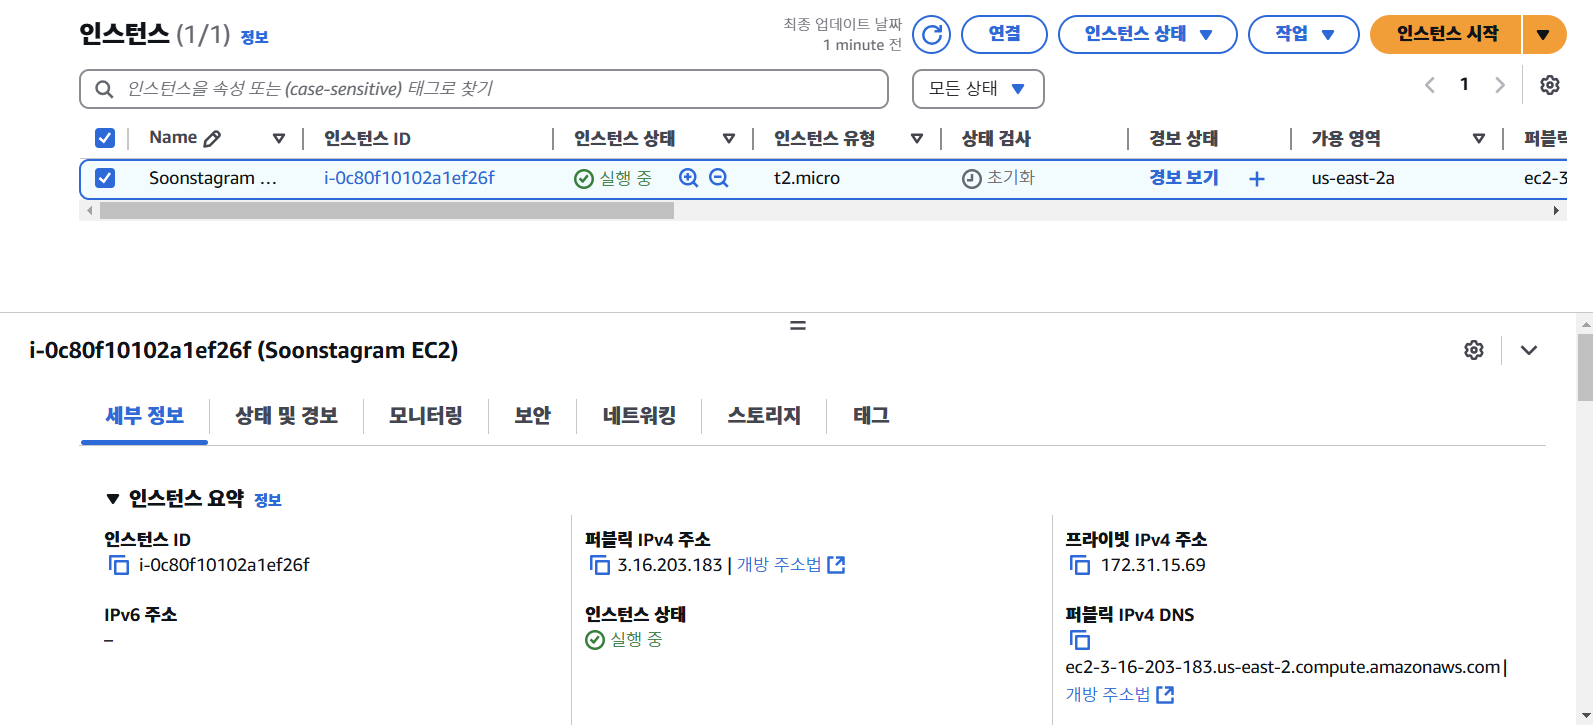 인스턴스 (1/1) 정보
최종 업데이트 날짜
1 minute 전
연결
인스턴스 상태
작업
인스턴스 시작
인스턴스을 속성 또는 (case-sensitive) 태그로 찾기
모든 상태
1
Name 인스턴스 ID 인스턴스 상태 인스턴스 유형 상태 검사 경보 상태 가용 영역 퍼블릭
Soonstagram ... i-0c80f10102a1ef26f 실행 중 t2.micro 초기화 경보 보기 + us-east-2a ec2-3
i-0c80f10102a1ef26f (Soonstagram EC2)
세부 정보 상태 및 경보 모니터링 보안 네트워킹 스토리지 태그
인스턴스 요약 정보
인스턴스 ID
i-0c80f10102a1ef26f
퍼블릭 IPv4 주소
3.16.203.183 | 개방 주소법
프라이빗 IPv4 주소
172.31.15.69
IPv6 주소
–
인스턴스 상태
실행 중
퍼블릭 IPv4 DNS
ec2-3-16-203-183.us-east-2.compute.amazonaws.com |
개방 주소법